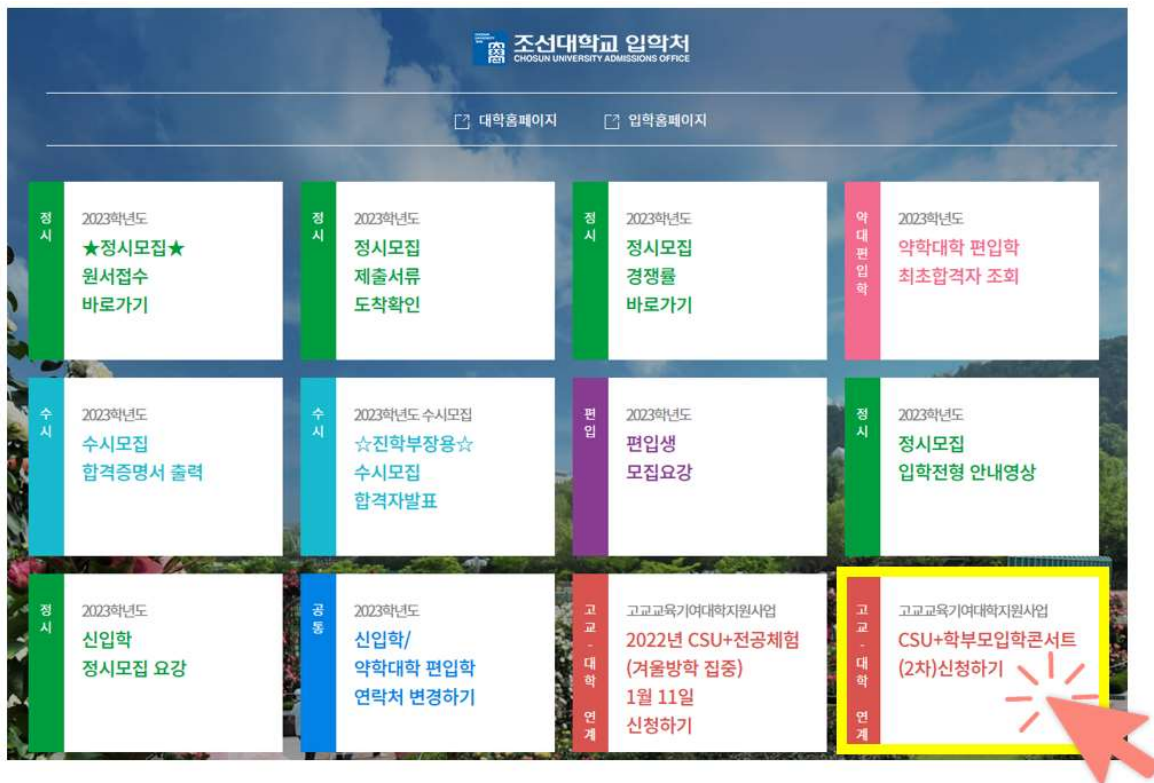 조선대학교 입학처
CHOSUN UNIVERSITY ADMISSIONS OFFICE
대학홈페이지
입학홈페이지
정시
2023학년도
★정시모집★
원서접수
바로가기
정시
2023학년도
정시모집
제출서류
도착확인
정시
2023학년도
정시모집
경쟁률
바로가기
약대편입학
2023학년도
약학대학 편입학
최초합격자 조회
수시
2023학년도
수시모집
합격증명서 출력
수시
2023학년도 수시모집
☆진학부장용☆
수시모집
합격자발표
편입
2023학년도
편입생
모집요강
정시
2023학년도
정시모집
입학전형 안내영상
정시
2023학년도
신입학
정시모집 요강
공통
2023학년도
신입학/
약학대학 편입학
연락처 변경하기
고교-대학 연계
고교교육기여대학지원사업
2022년 CSU+전공체험
(겨울방학 집중)
1월 11일
신청하기
고교-대학 연계
고교교육기여대학지원사업
CSU+학부모입학콘서트
(2차)신청하기